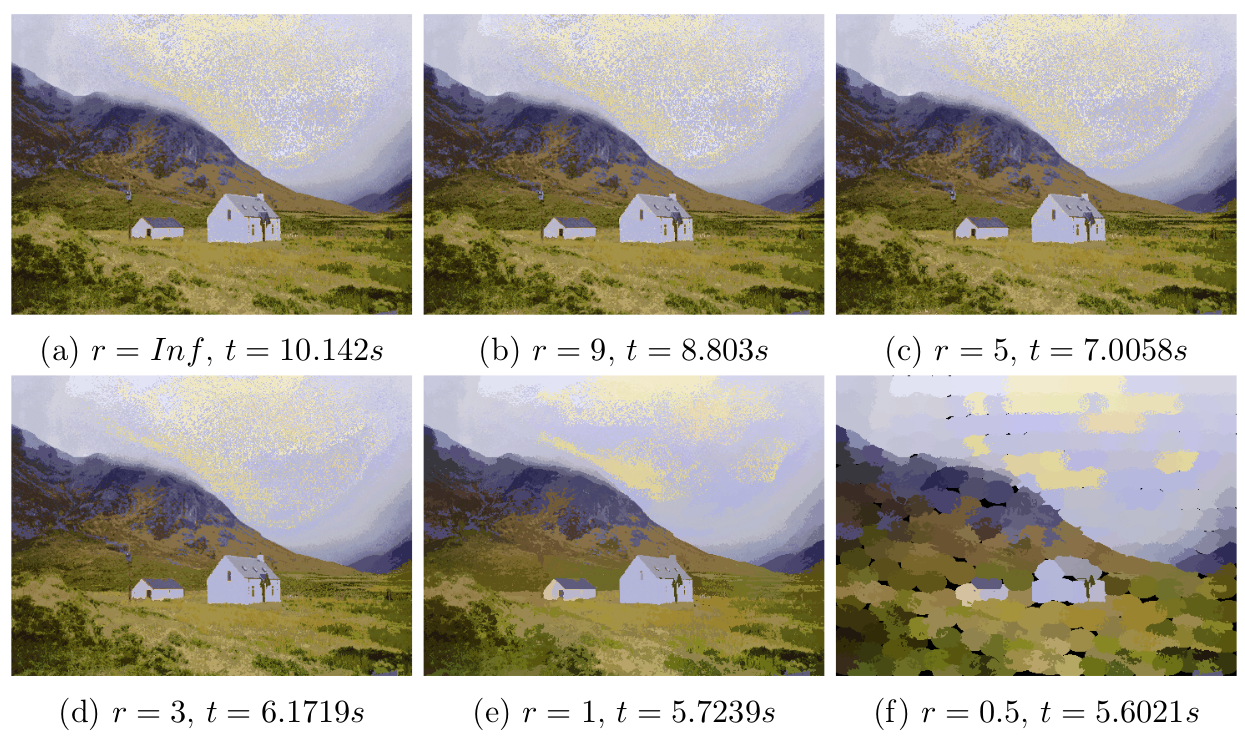 (a) r = Inf, t = 10.142s
(b) r = 9, t = 8.803s
(c) r = 5, t = 7.0058s
(d) r = 3, t = 6.1719s
(e) r = 1, t = 5.7239s
(f) r = 0.5, t = 5.6021s